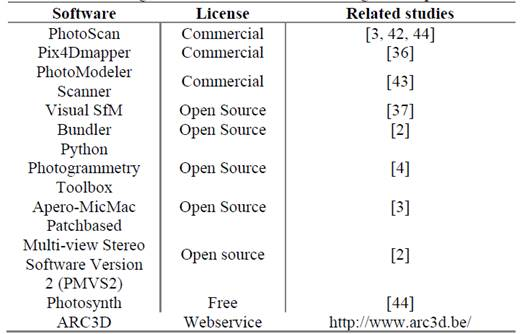 Software License Related studies
PhotoScan Commercial [3, 42, 44]
Pix4Dmapper Commercial [36]
PhotoModeler
Scanner Commercial [43]
Visual SfM Open Source [37]
Bundler Open Source [2]
Python
Photogrammetry Open Source [4]
Toolbox
Apero-MicMac Open Source [3]
Patchbased
Multi-view Stereo
Software Version Open source [2]
2 (PMVS2)
Photosynth Free [44]
ARC3D Webservice http://www.arc3d.be/